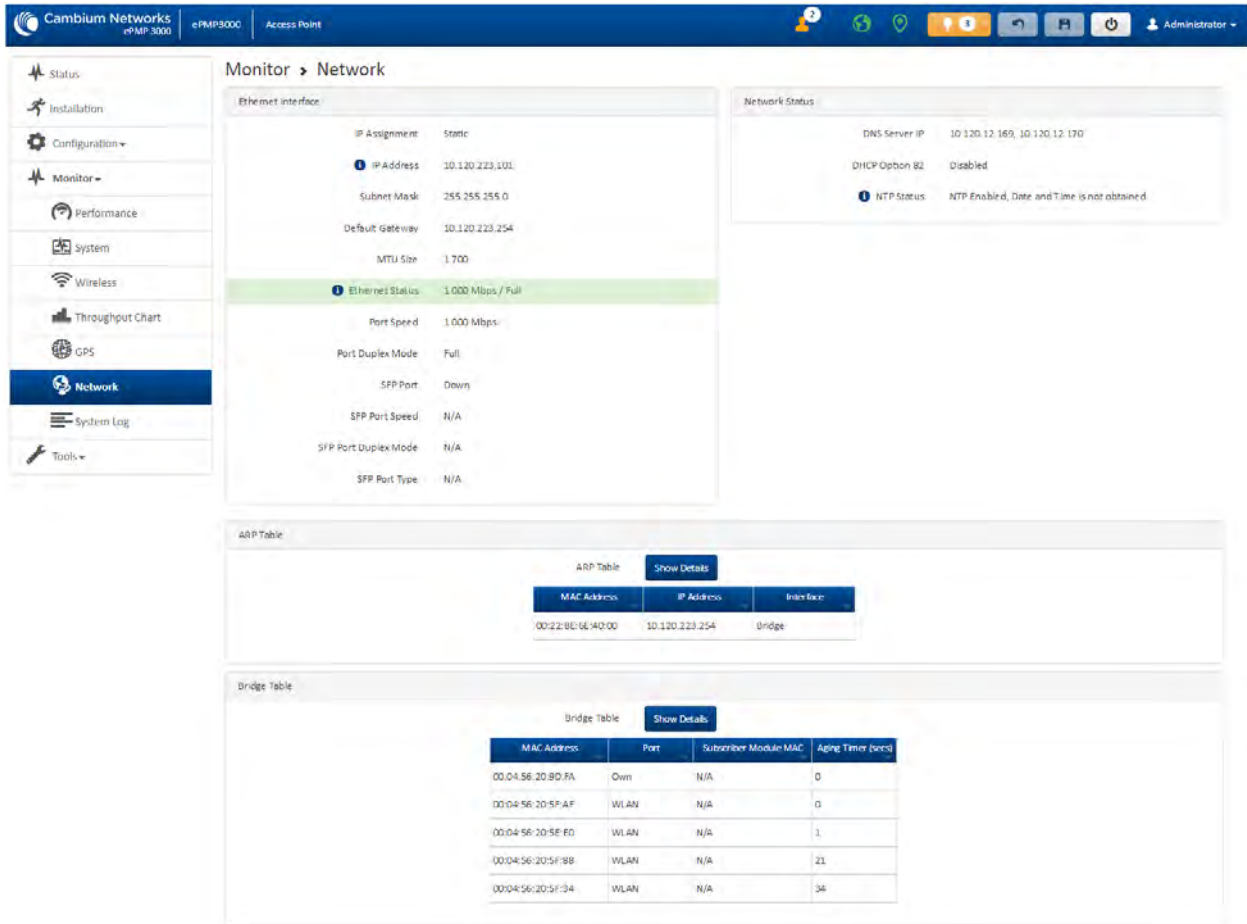 Cambium Networks
ePMP 3000
ePMP3000
Access Point
2
3
Administrator
Status
Installation
Configuration
Monitor
Performance
System
Wireless
Throughput Chart
GPS
Network
System Log
Tools
Monitor > Network
Ethernet Interface
IP Assignment Static
IP Address 10.120.223.101
Subnet Mask 255.255.255.0
Default Gateway 10.120.223.254
MTU Size 1700
Ethernet Status 1000 Mbps / Full
Port Speed 1000 Mbps
Port Duplex Mode Full
SFP Port Down
SFP Port Speed N/A
SFP Port Duplex Mode N/A
SFP Port Type N/A
Network Status
DNS Server IP 10.120.12.169, 10.120.12.170
DHCP Option 82 Disabled
NTP Status NTP Enabled, Date and Time is not obtained
ARP Table
ARP Table Show Details
MAC Address IP Address Interface
00:22:BE:6E:40:00 10.120.223.254 Bridge
Bridge Table
Bridge Table Show Details
MAC Address Port Subscriber Module MAC Aging Timer (secs)
00:04:56:20:9D:FA Own N/A 0
00:04:56:20:5F:AF WLAN N/A 0
00:04:56:20:5E:E0 WLAN N/A 1
00:04:56:20:5F:88 WLAN N/A 21
00:04:56:20:5F:34 WLAN N/A 34